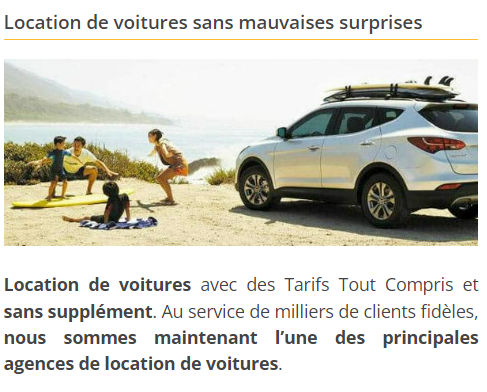 Location de voitures sans mauvaises surprises
Location de voitures avec des Tarifs Tout Compris et
sans supplément. Au service de milliers de clients fidèles,
nous sommes maintenant l’une des principales
agences de location de voitures.